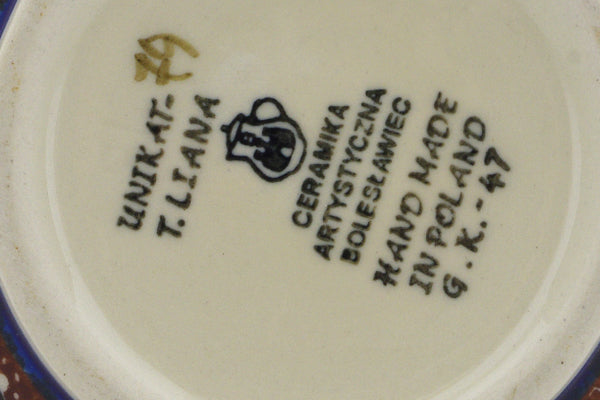 UNIKAT-
T. LIANA
CERAMIKA
ARTYSTYCZNA
BOLESŁAWIEC
HAND MADE
IN POLAND
G.K.-47